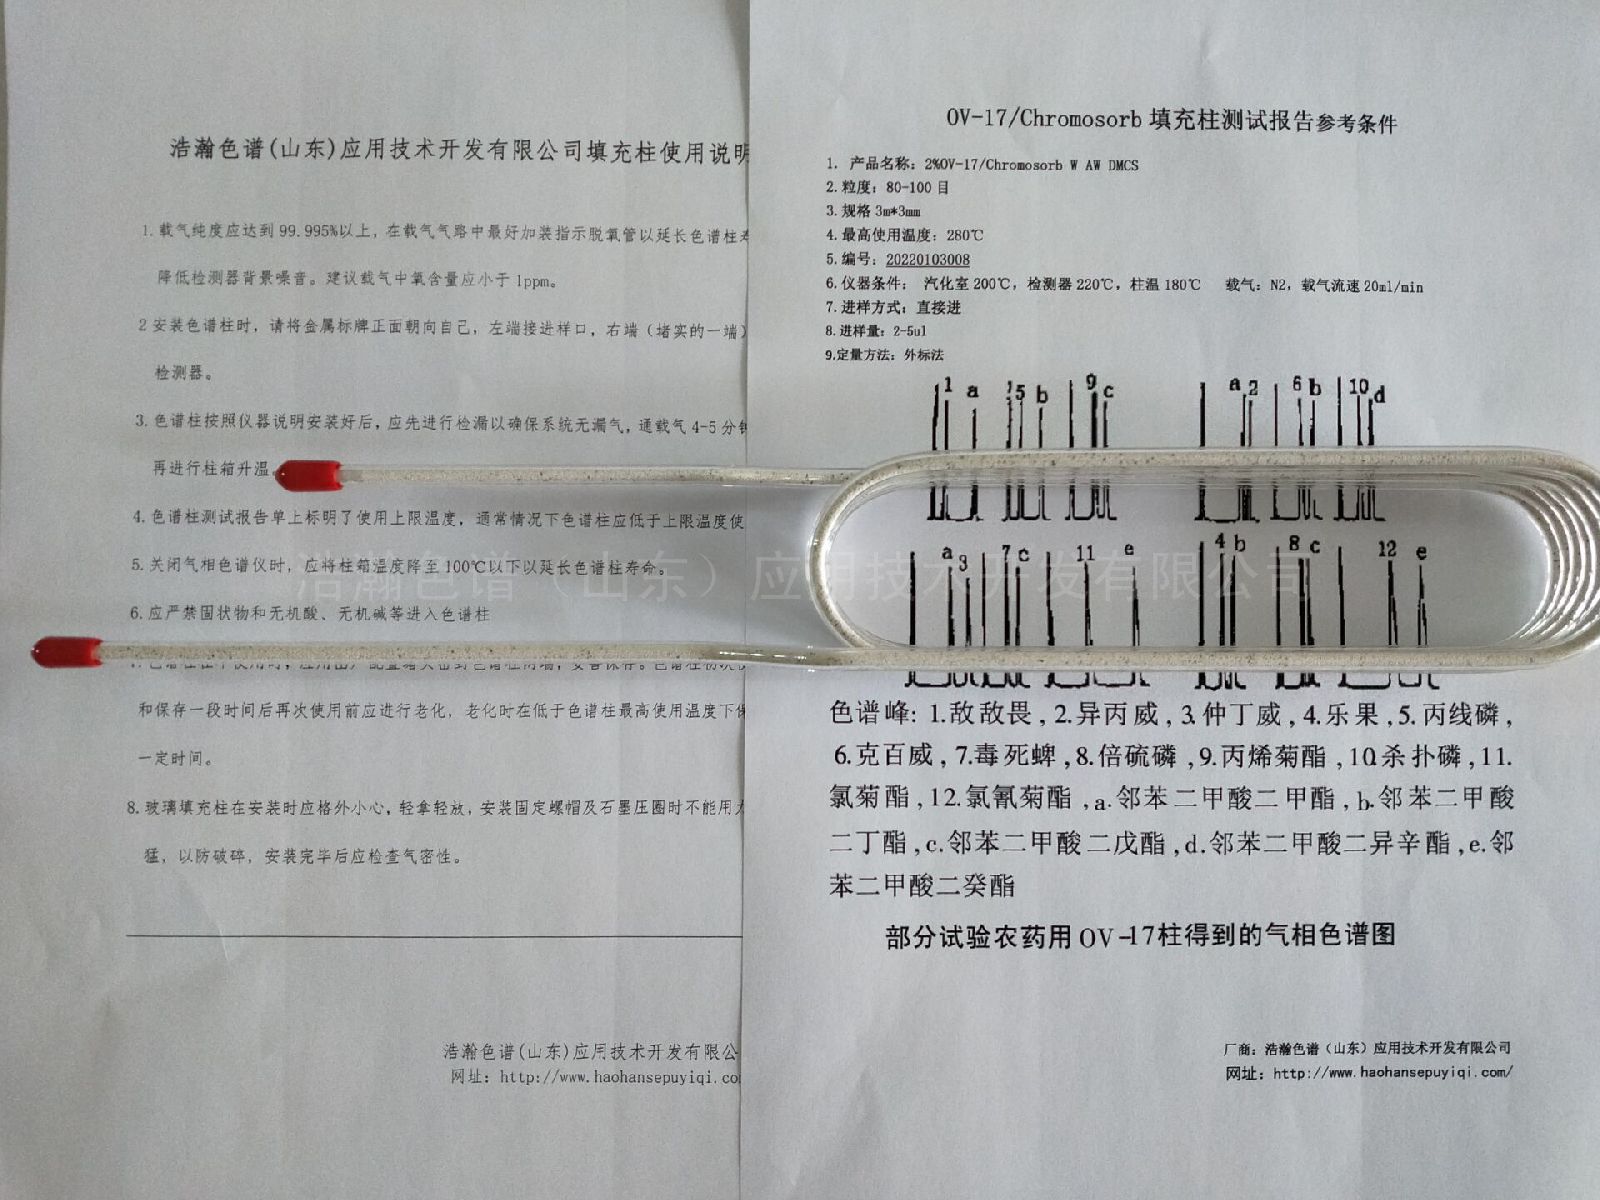 浩瀚色谱(山东)应用技术开发有限公司填充柱使用说明
1.载气纯度应达到99.995%以上，在载气气路中最好加装指示脱氧管以延长色谱柱寿
降低检测器背景噪音。建议载气中氧含量应小于1ppm。
2安装色谱柱时，请将金属标牌正面朝向自己，左端接进样口，右端（堵实的一端）
检测器。
3.色谱柱按照仪器说明安装好后，应先进行检漏以确保系统无漏气，通载气4-5分钟
再进行柱箱升温
4.色谱柱测试报告单上标明了使用上限温度，通常情况下色谱柱应低于上限温度使
5.关闭气相色谱仪时，应将柱箱温度降至100℃以下以延长色谱柱寿命。
6.应严禁固状物和无机酸、无机碱等进入色谱柱
和保存一段时间后再次使用前应进行老化，老化时在低于色谱柱最高使用温度下保
一定时间。
8.玻璃填充柱在安装时应格外小心，轻拿轻放，安装固定螺帽及石墨压圈时不能用力
猛，以防破碎，安装完毕后应检查气密性。
浩瀚色谱(山东)应用技术开发有限公
网址：http://www.haohansepuyiqi.co
OV-17/Chromosorb 填充柱测试报告参考条件
1. 产品名称：2%OV-17/Chromosorb W AW DMCS
2.粒度：80-100目
3.规格3m*3mm
4.最高使用温度：280℃
5.编号：20220103008
6.仪器条件： 汽化室200℃，检测器220℃，柱温180℃ 载气：N2，载气流速20ml/min
7.进样方式：直接进
8.进样量：2-5ul
9.定量方法：外标法
1 a 5 b 9 c a 2 6 b 10 d
a 3 7 c 11 e 4 b 8 c 12 e
色谱峰：1.敌敌畏,2.异丙威,3.仲丁威,4.乐果,5.丙线磷,
6.克百威,7.毒死蜱,8.倍硫磷,9.丙烯菊酯,10.杀扑磷,11.
氯菊酯,12.氯氰菊酯,a.邻苯二甲酸二甲酯,b.邻苯二甲酸
二丁酯,c.邻苯二甲酸二戊酯,d.邻苯二甲酸二异辛酯,e.邻
苯二甲酸二癸酯
部分试验农药用OV-17柱得到的气相色谱图
厂商：浩瀚色谱（山东）应用技术开发有限公司
网址：http://www.haohansepuyiqi.com/
浩瀚色谱（山东）应用技术开发有限公司